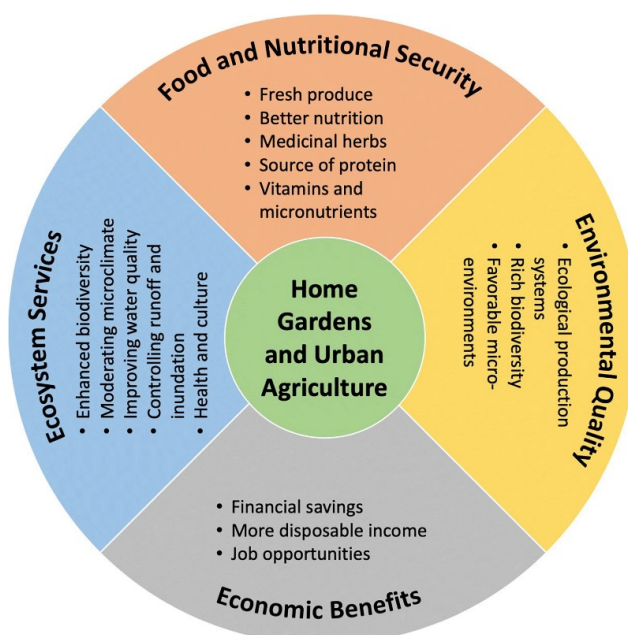 Food and Nutritional Security
• Fresh produce
• Better nutrition
• Medicinal herbs
• Source of protein
• Vitamins and
micronutrients
Environmental Quality
• Ecological production
systems
• Rich biodiversity
• Favorable micro-
environments
Home
Gardens
and Urban
Agriculture
Ecosystem Services
• Enhanced biodiversity
• Moderating microclimate
• Improving water quality
• Controlling runoff and
inundation
• Health and culture
• Financial savings
• More disposable income
• Job opportunities
Economic Benefits